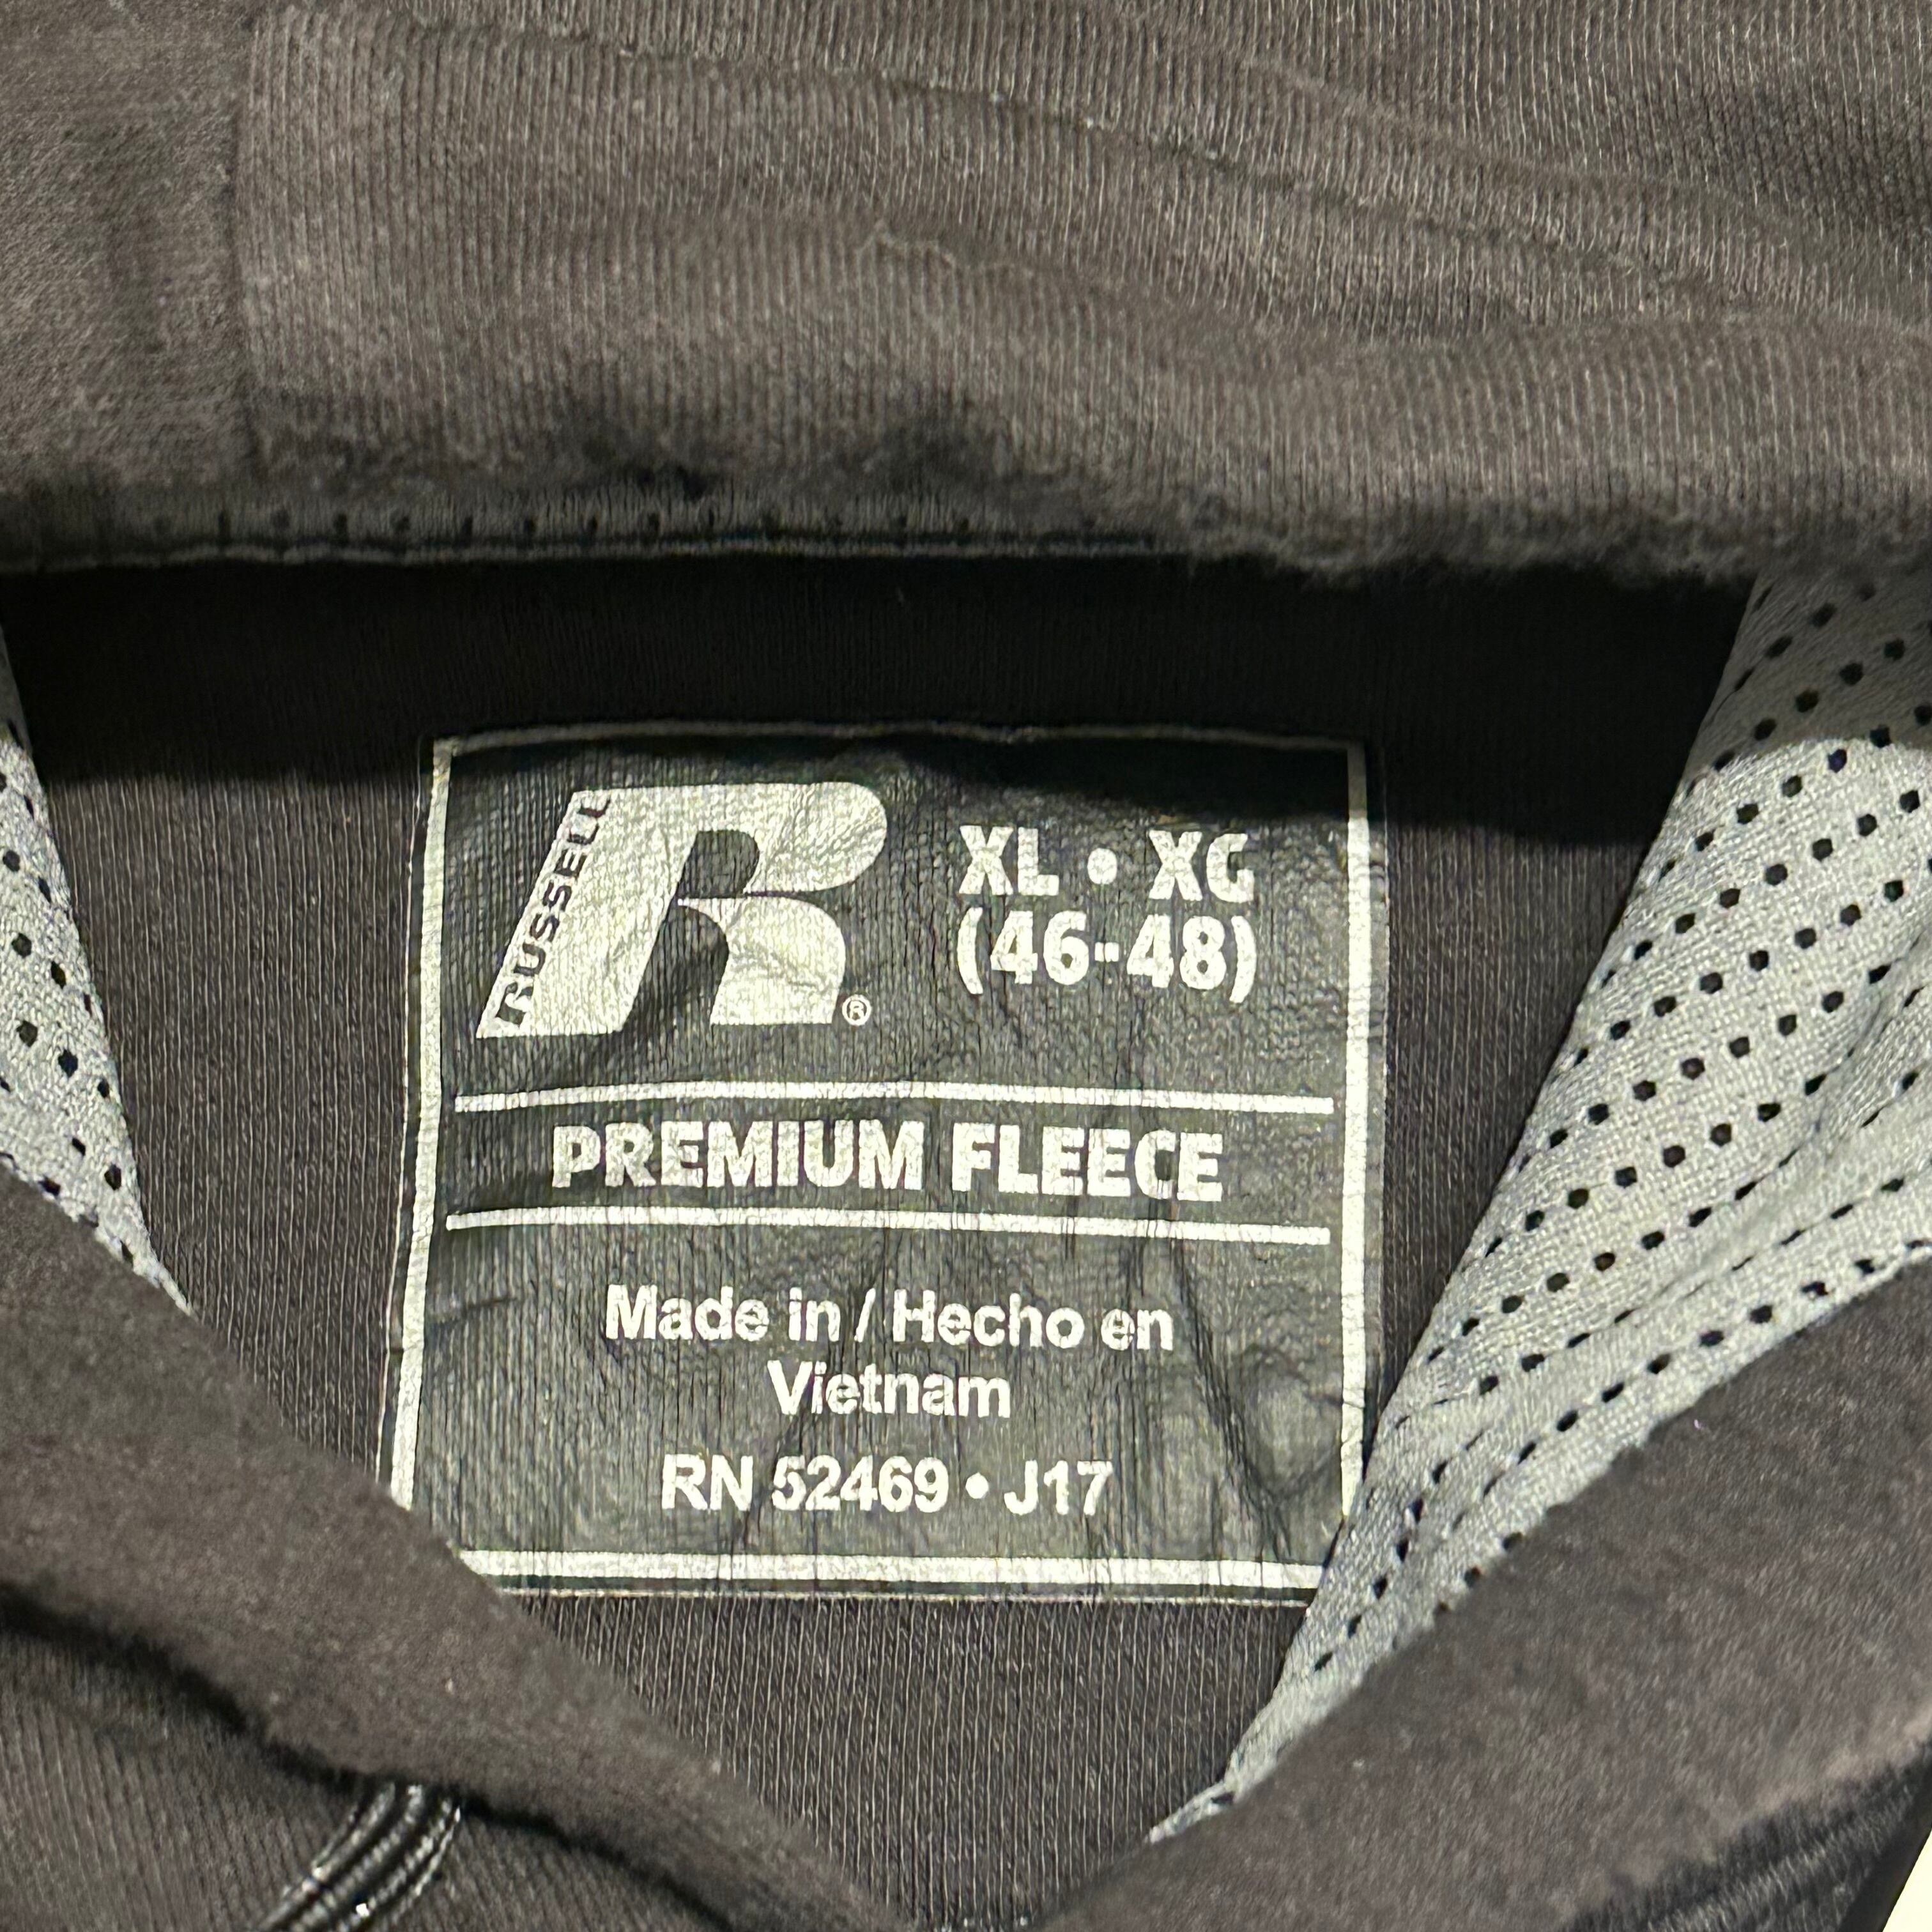 RUSSELL
R®
XL • XG
(46-48)
PREMIUM FLEECE
Made in / Hecho en
Vietnam
RN 52469 • J17